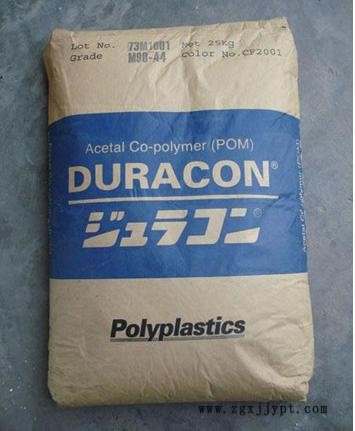 Lot No. 73M1001 Net 25Kg
Grade M90-44 Color No.CF2001
Acetal Co-polymer (POM)
DURACON®
ジュラコン®
Polyplastics
www.zgxjjypt.com